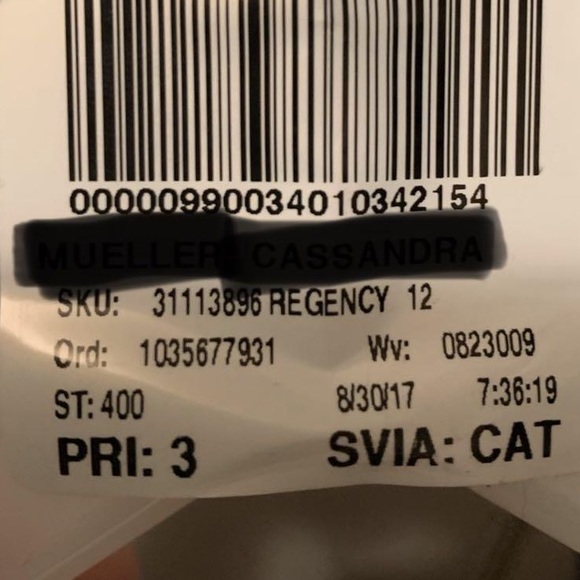 00000990034010342154
SKU: 31113896 REGENCY 12
Ord: 1035677931 Wv: 0823009
ST: 400 8/30/17 7:36:19
PRI: 3 SVIA: CAT